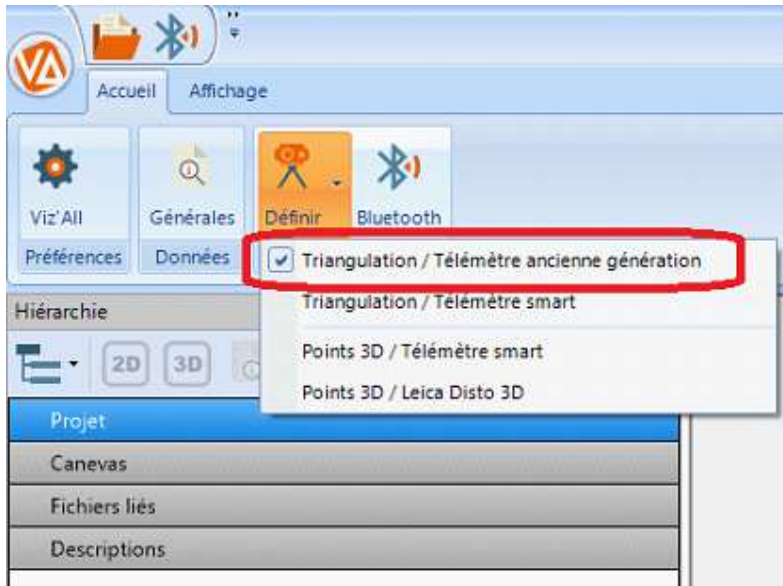 VA
Accueil Affichage
Viz'All Générales Définir Bluetooth
Préférences Données
Triangulation / Télémètre ancienne génération
Triangulation / Télémètre smart
Points 3D / Télémètre smart
Points 3D / Leica Disto 3D
Hiérarchie
2D 3D
Projet
Canevas
Fichiers liés
Descriptions